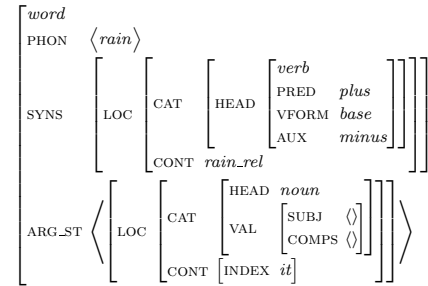 word
PHON ⟨rain⟩
verb
PRED plus
SYNS LOC CAT HEAD VFORM base
AUX minus
CONT rain_rel
HEAD noun
CAT VAL SUBJ ⟨⟩
COMPS ⟨⟩
ARG_ST ⟨ LOC ⟩
CONT [INDEX it]